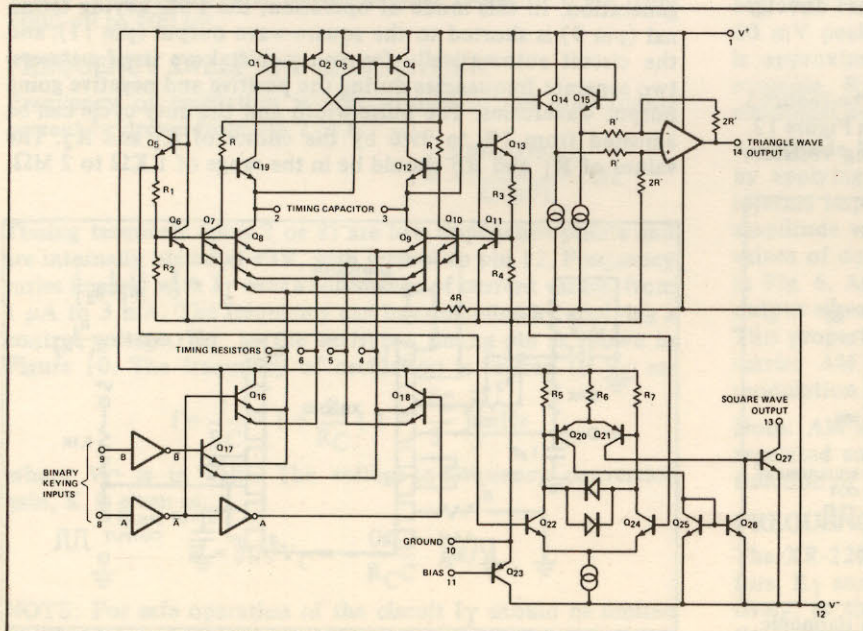 Q1
Q2
Q3
V+
1
Q14
Q15
2R'
Q5
R
R
Q13
R'
TRIANGLE WAVE
OUTPUT
14
Q19
R1
2
TIMING CAPACITOR
3
R3
2R'
Q6
Q7
Q8
Q9
Q10
Q11
R2
R4
4R
TIMING RESISTORS
7
6
5
4
R5
R6
R7
SQUARE WAVE
OUTPUT
13
Q16
Q18
Q20
Q21
Q27
BINARY
KEYING
INPUTS
9
B
B̅
Q17
8
A
A̅
A
Q22
Q24
Q25
Q26
GROUND
10
BIAS
11
Q23
V-
12